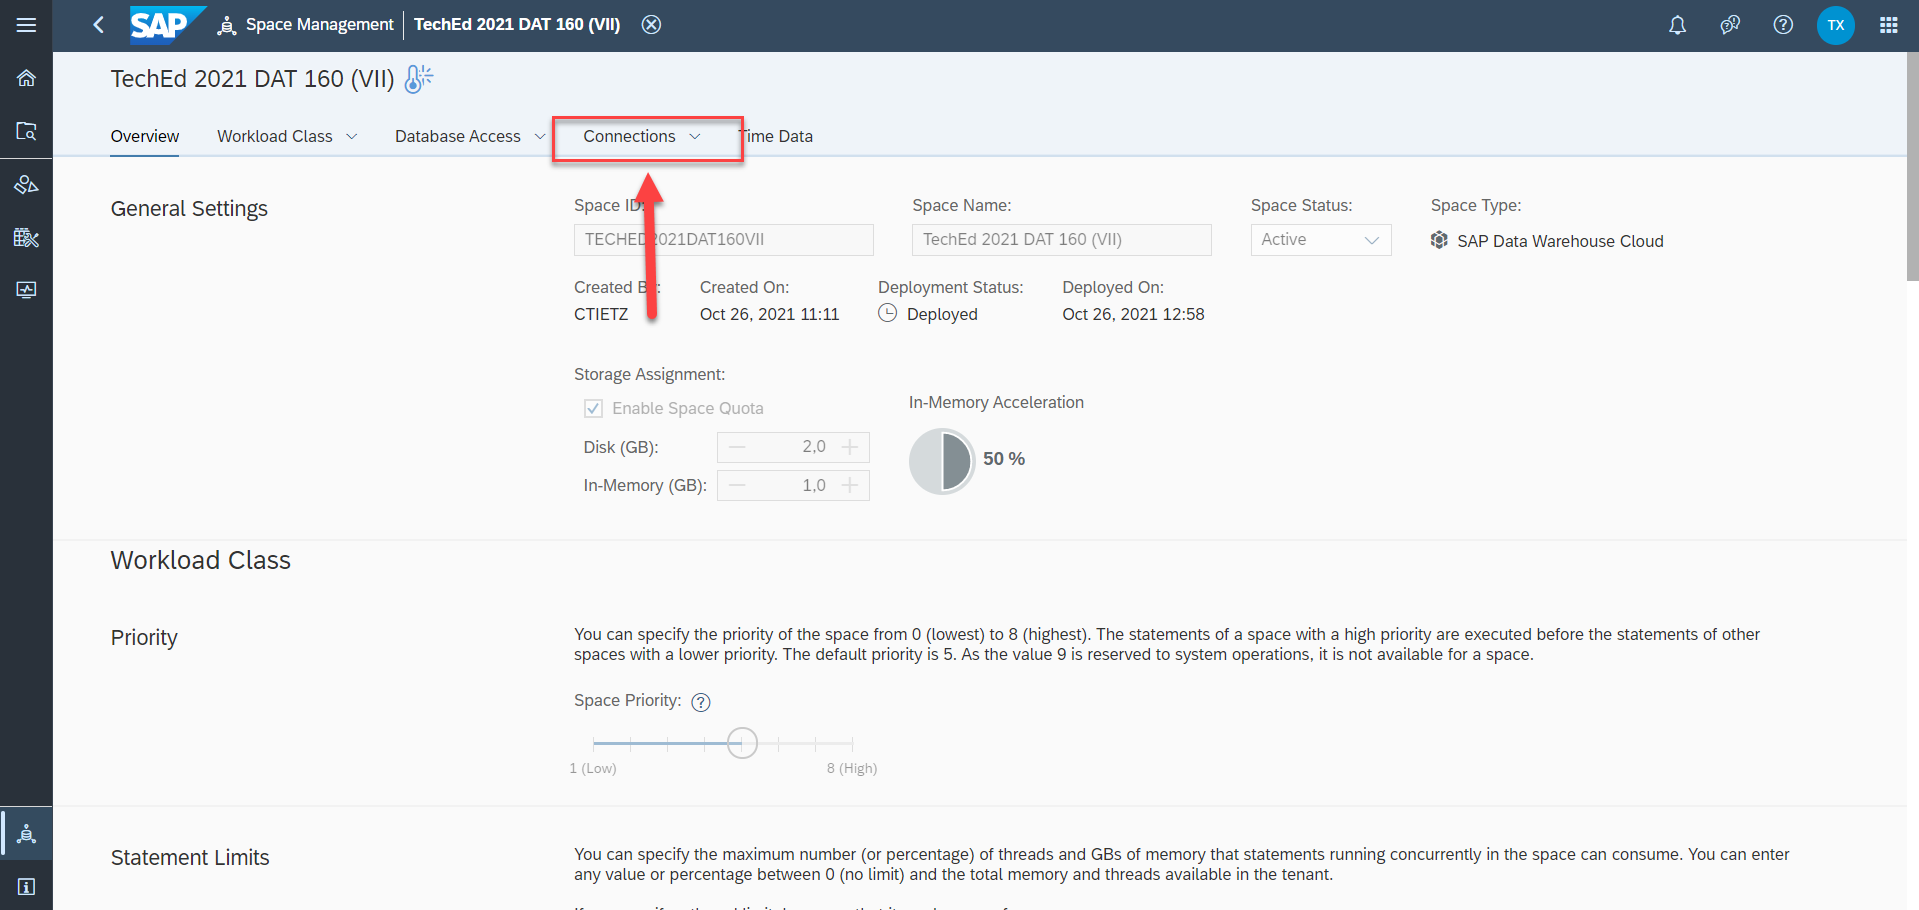 SAP Space Management TechEd 2021 DAT 160 (VII) TX
TechEd 2021 DAT 160 (VII)
Overview Workload Class Database Access Connections Time Data
General Settings
Space ID: Space Name: Space Status: Space Type:
TECHED2021DAT160VII TechEd 2021 DAT 160 (VII) Active SAP Data Warehouse Cloud
Created By: Created On: Deployment Status: Deployed On:
CTIETZ Oct 26, 2021 11:11 Deployed Oct 26, 2021 12:58
Storage Assignment:
Enable Space Quota In-Memory Acceleration
Disk (GB): 2,0
50 %
In-Memory (GB): 1,0
Workload Class
Priority
You can specify the priority of the space from 0 (lowest) to 8 (highest). The statements of a space with a high priority are executed before the statements of other
spaces with a lower priority. The default priority is 5. As the value 9 is reserved to system operations, it is not available for a space.
Space Priority:
1 (Low) 8 (High)
Statement Limits
You can specify the maximum number (or percentage) of threads and GBs of memory that statements running concurrently in the space can consume. You can enter
any value or percentage between 0 (no limit) and the total memory and threads available in the tenant.